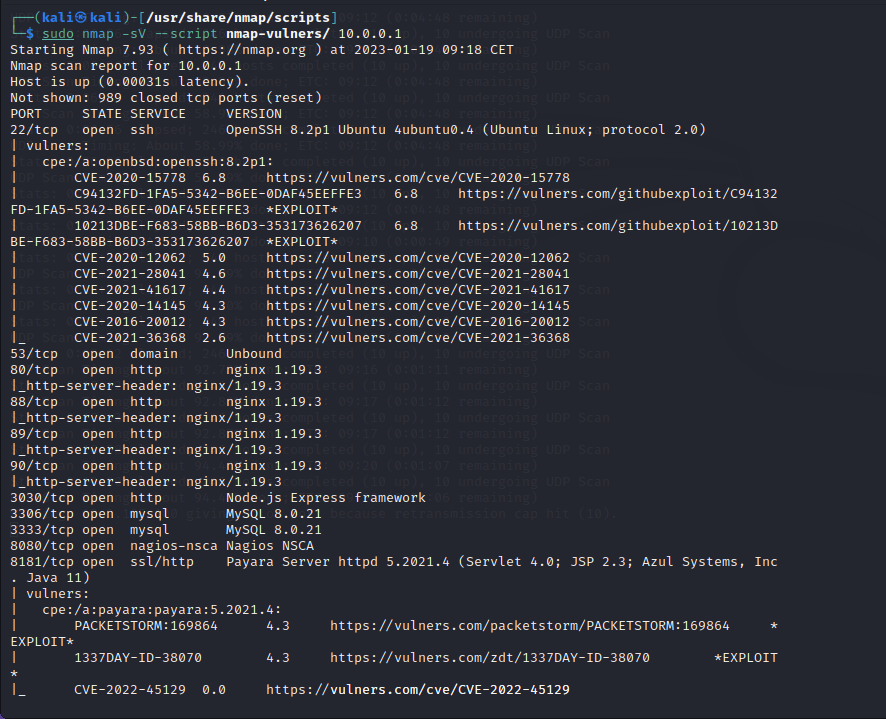 ┌──(kali㉿kali)-[/usr/share/nmap/scripts]
└─$ sudo nmap -sV --script nmap-vulners/ 10.0.0.1
Starting Nmap 7.93 ( https://nmap.org ) at 2023-01-19 09:18 CET
Nmap scan report for 10.0.0.1
Host is up (0.00031s latency).
Not shown: 989 closed tcp ports (reset)
PORT     STATE SERVICE     VERSION
22/tcp   open  ssh         OpenSSH 8.2p1 Ubuntu 4ubuntu0.4 (Ubuntu Linux; protocol 2.0)
| vulners:
|   cpe:/a:openbsd:openssh:8.2p1:
|       CVE-2020-15778  6.8     https://vulners.com/cve/CVE-2020-15778
|       C94132FD-1FA5-5342-B6EE-0DAF45EEFFE3    6.8     https://vulners.com/githubexploit/C94132
FD-1FA5-5342-B6EE-0DAF45EEFFE3  *EXPLOIT*
|       10213DBE-F683-58BB-B6D3-353173626207    6.8     https://vulners.com/githubexploit/10213D
BE-F683-58BB-B6D3-353173626207  *EXPLOIT*
|       CVE-2020-12062  5.0     https://vulners.com/cve/CVE-2020-12062
|       CVE-2021-28041  4.6     https://vulners.com/cve/CVE-2021-28041
|       CVE-2021-41617  4.4     https://vulners.com/cve/CVE-2021-41617
|       CVE-2020-14145  4.3     https://vulners.com/cve/CVE-2020-14145
|       CVE-2016-20012  4.3     https://vulners.com/cve/CVE-2016-20012
|_      CVE-2021-36368  2.6     https://vulners.com/cve/CVE-2021-36368
53/tcp   open  domain      Unbound
80/tcp   open  http        nginx 1.19.3
|_http-server-header: nginx/1.19.3
88/tcp   open  http        nginx 1.19.3
|_http-server-header: nginx/1.19.3
89/tcp   open  http        nginx 1.19.3
|_http-server-header: nginx/1.19.3
90/tcp   open  http        nginx 1.19.3
|_http-server-header: nginx/1.19.3
3030/tcp open  http        Node.js Express framework
3306/tcp open  mysql       MySQL 8.0.21
3333/tcp open  mysql       MySQL 8.0.21
8080/tcp open  nagios-nsca Nagios NSCA
8181/tcp open  ssl/http    Payara Server httpd 5.2021.4 (Servlet 4.0; JSP 2.3; Azul Systems, Inc
. Java 11)
| vulners:
|   cpe:/a:payara:payara:5.2021.4:
|       PACKETSTORM:169864      4.3     https://vulners.com/packetstorm/PACKETSTORM:169864     *
EXPLOIT*
|       1337DAY-ID-38070        4.3     https://vulners.com/zdt/1337DAY-ID-38070        *EXPLOIT
*
|_      CVE-2022-45129  0.0     https://vulners.com/cve/CVE-2022-45129